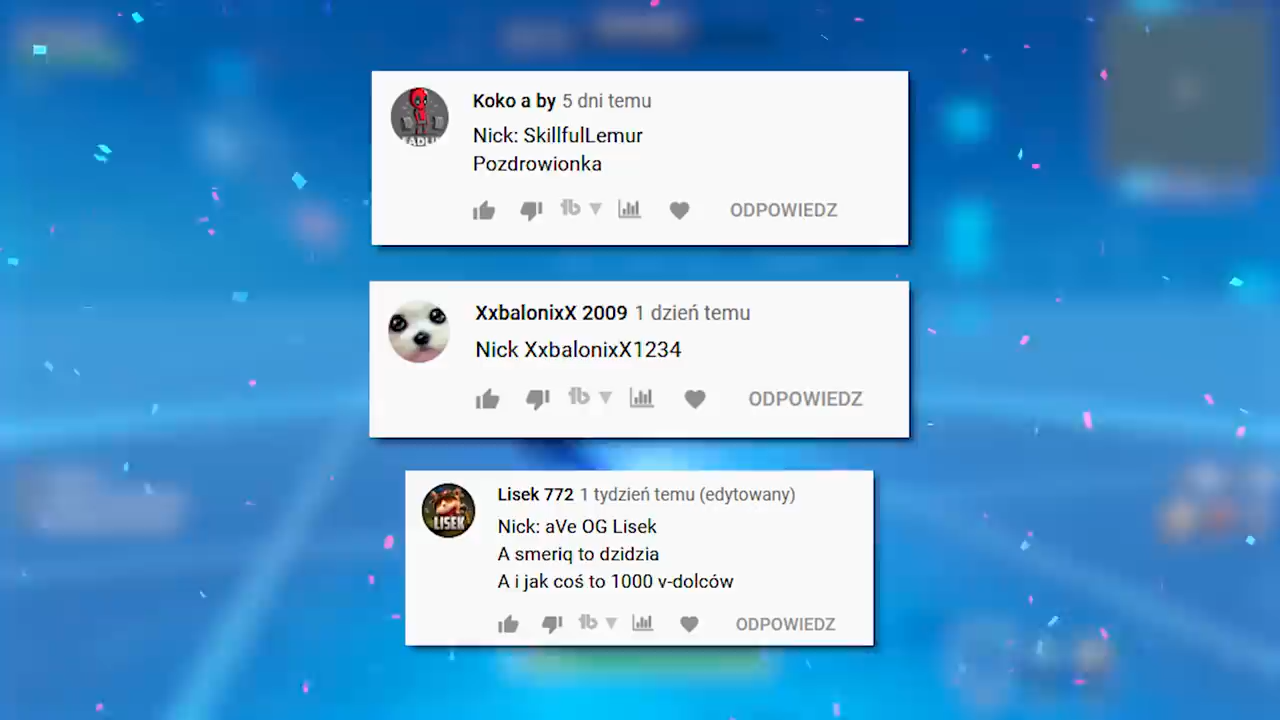 Koko a by 5 dni temu
Nick: SkillfulLemur
Pozdrowionka
ODPOWIEDZ
XxbalonixX 2009 1 dzień temu
Nick XxbalonixX1234
ODPOWIEDZ
LISEK
Lisek 772 1 tydzień temu (edytowany)
Nick: aVe OG Lisek
A smeriq to dzidzia
A i jak coś to 1000 v-dolców
ODPOWIEDZ